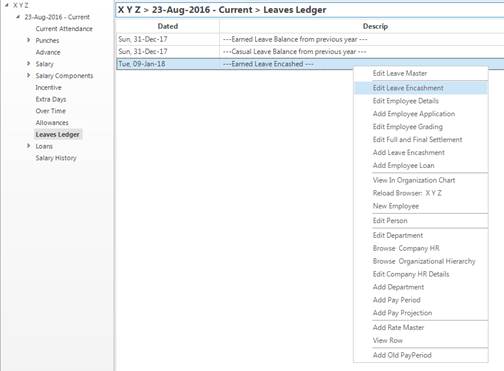 X Y Z
23-Aug-2016 - Current
Current Attendance
Punches
Advance
Salary
Salary Components
Incentive
Extra Days
Over Time
Allowances
Leaves Ledger
Loans
Salary History
X Y Z > 23-Aug-2016 - Current > Leaves Ledger
Dated Descrip
Sun, 31-Dec-17 ---Earned Leave Balance from previous year ---
Sun, 31-Dec-17 ---Casual Leave Balance from previous year ---
Tue, 09-Jan-18 ---Earned Leave Encashed ---
Edit Leave Master
Edit Leave Encashment
Edit Employee Details
Add Employee Application
Edit Employee Grading
Edit Full and Final Settlement
Add Leave Encashment
Add Employee Loan
View In Organization Chart
Reload Browser: X Y Z
New Employee
Edit Person
Edit Department
Browse Company HR
Browse Organizational Hierarchy
Edit Company HR Details
Add Department
Add Pay Period
Add Pay Projection
Add Rate Master
View Row
Add Old PayPeriod